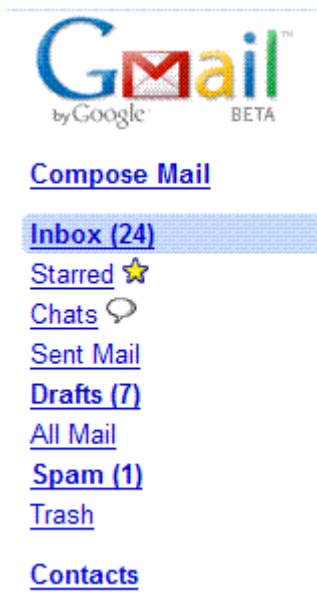 Gmail™
by Google BETA
Compose Mail
Inbox (24)
Starred
Chats
Sent Mail
Drafts (7)
All Mail
Spam (1)
Trash
Contacts